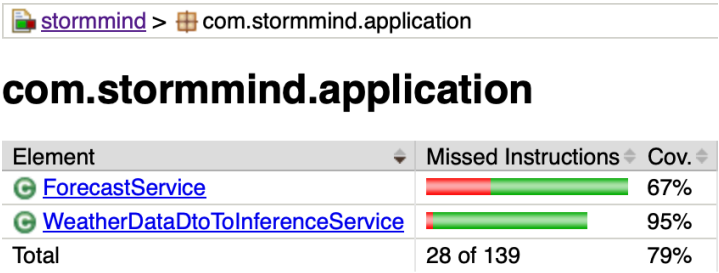 stormmind > com.stormmind.application
com.stormmind.application
Element Missed Instructions Cov.
C ForecastService 67%
C WeatherDataDtoToInferenceService 95%
Total 28 of 139 79%